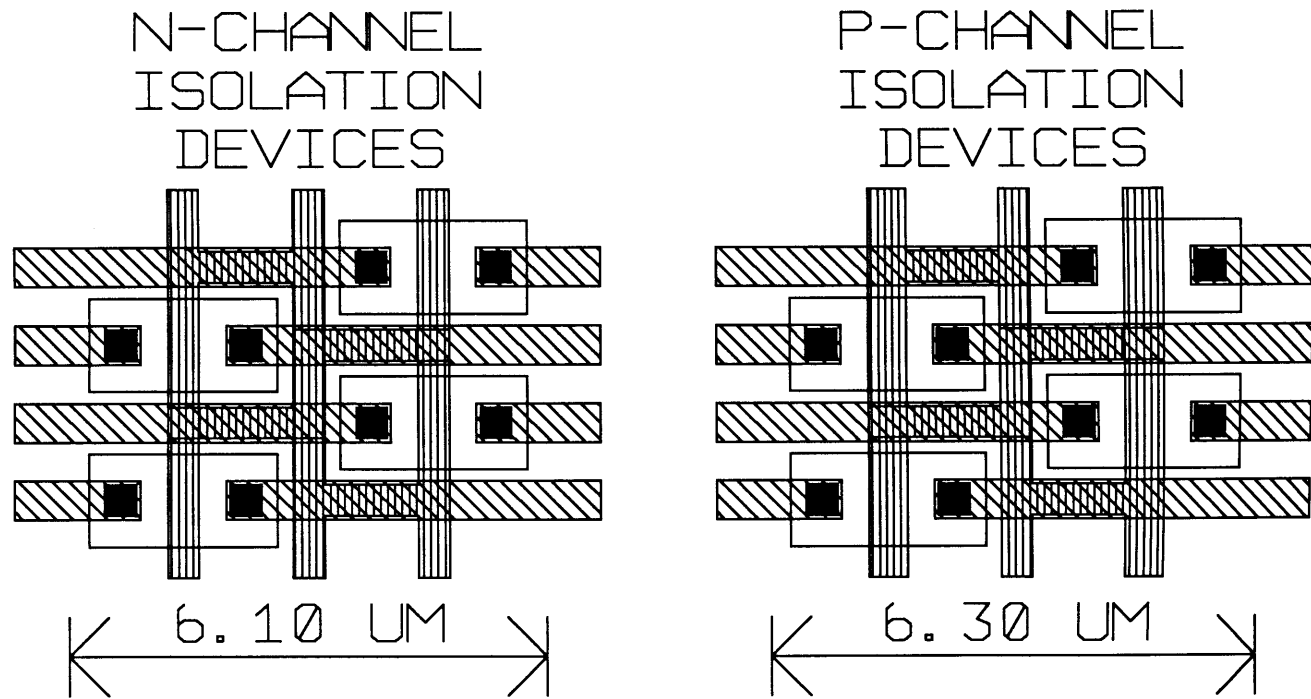 N-CHANNEL
ISOLATION
DEVICES
P-CHANNEL
ISOLATION
DEVICES
6.10 UM
6.30 UM